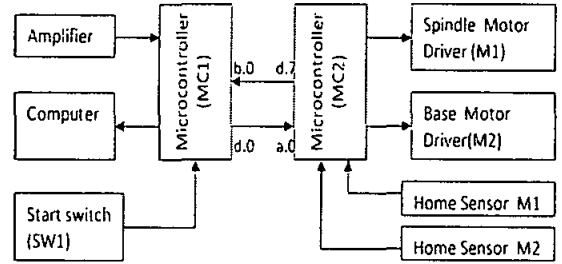 Amplifier
Computer
Start switch
(SW1)
Microcontroller
(MC1)
b.0 d.7
d.0 a.0
Microcontroller
(MC2)
Spindle Motor
Driver (M1)
Base Motor
Driver(M2)
Home Sensor M1
Home Sensor M2